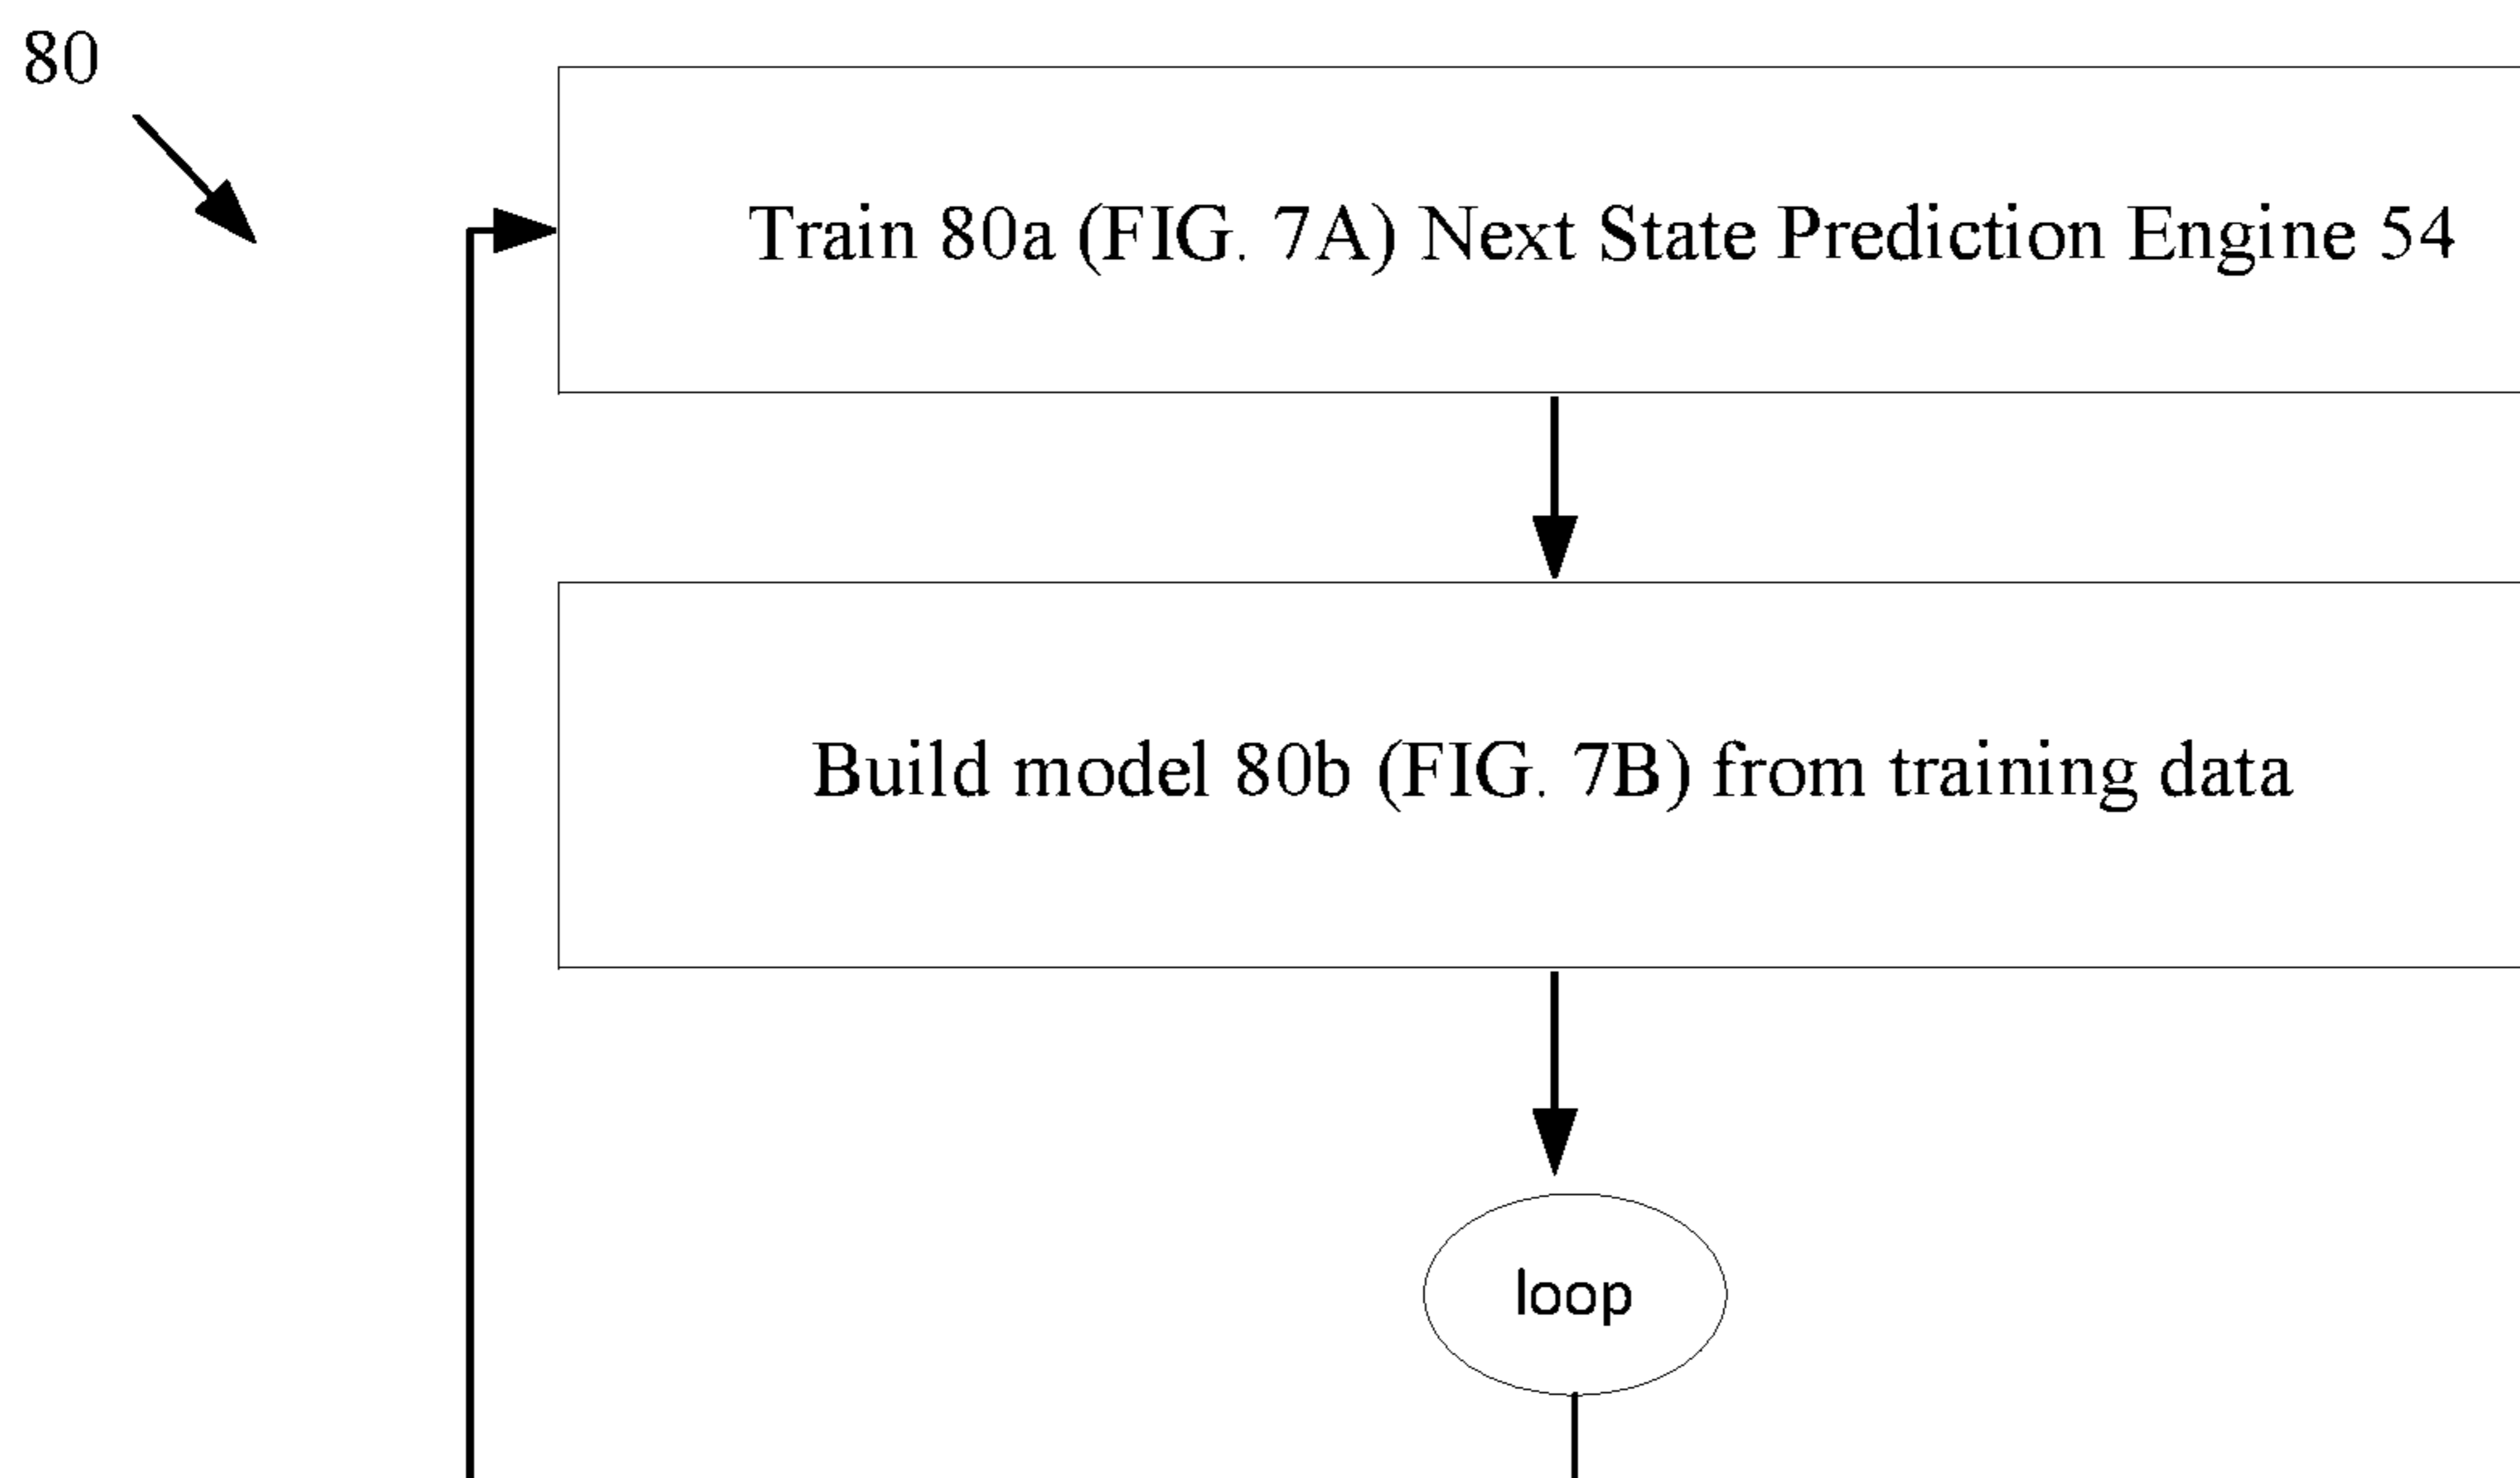 80
Train 80a (FIG. 7A) Next State Prediction Engine 54
Build model 80b (FIG. 7B) from training data
loop